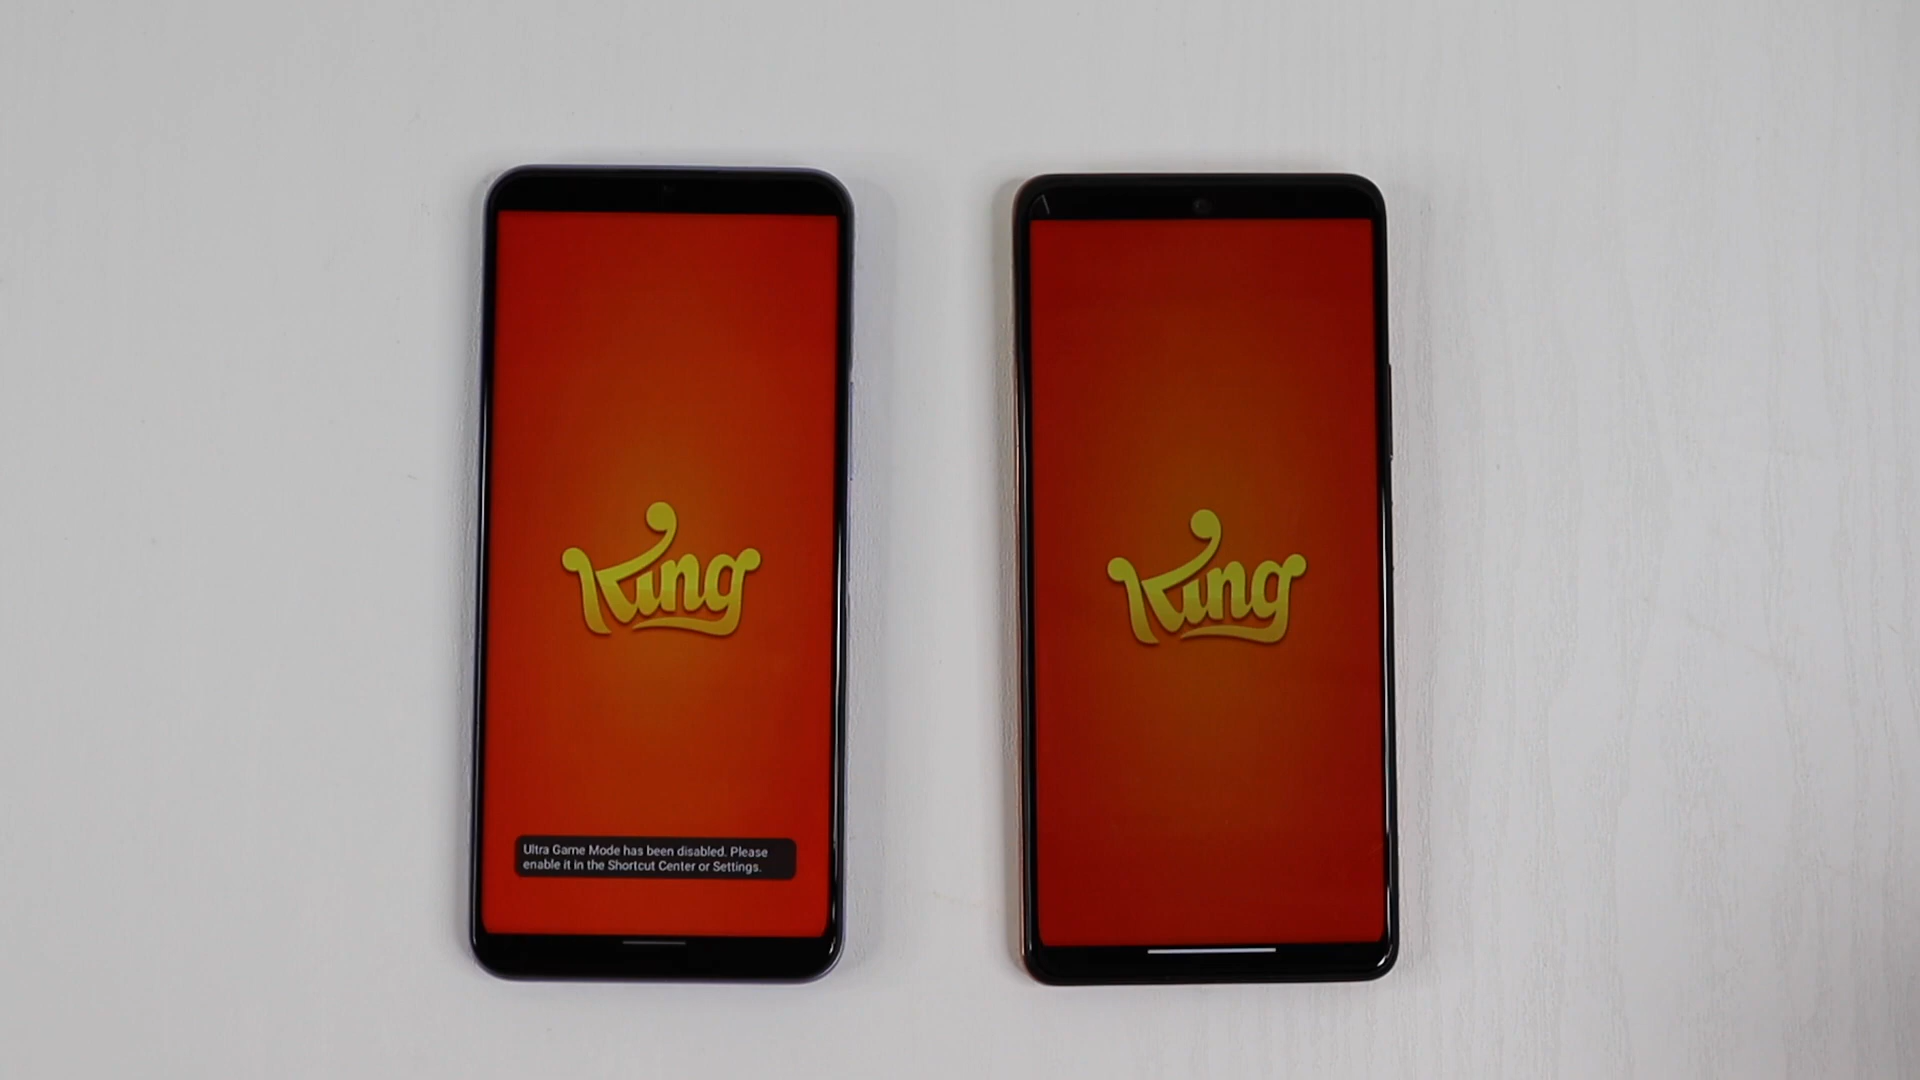 King
Ultra Game Mode has been disabled. Please
enable it in the Shortcut Center or Settings.
King